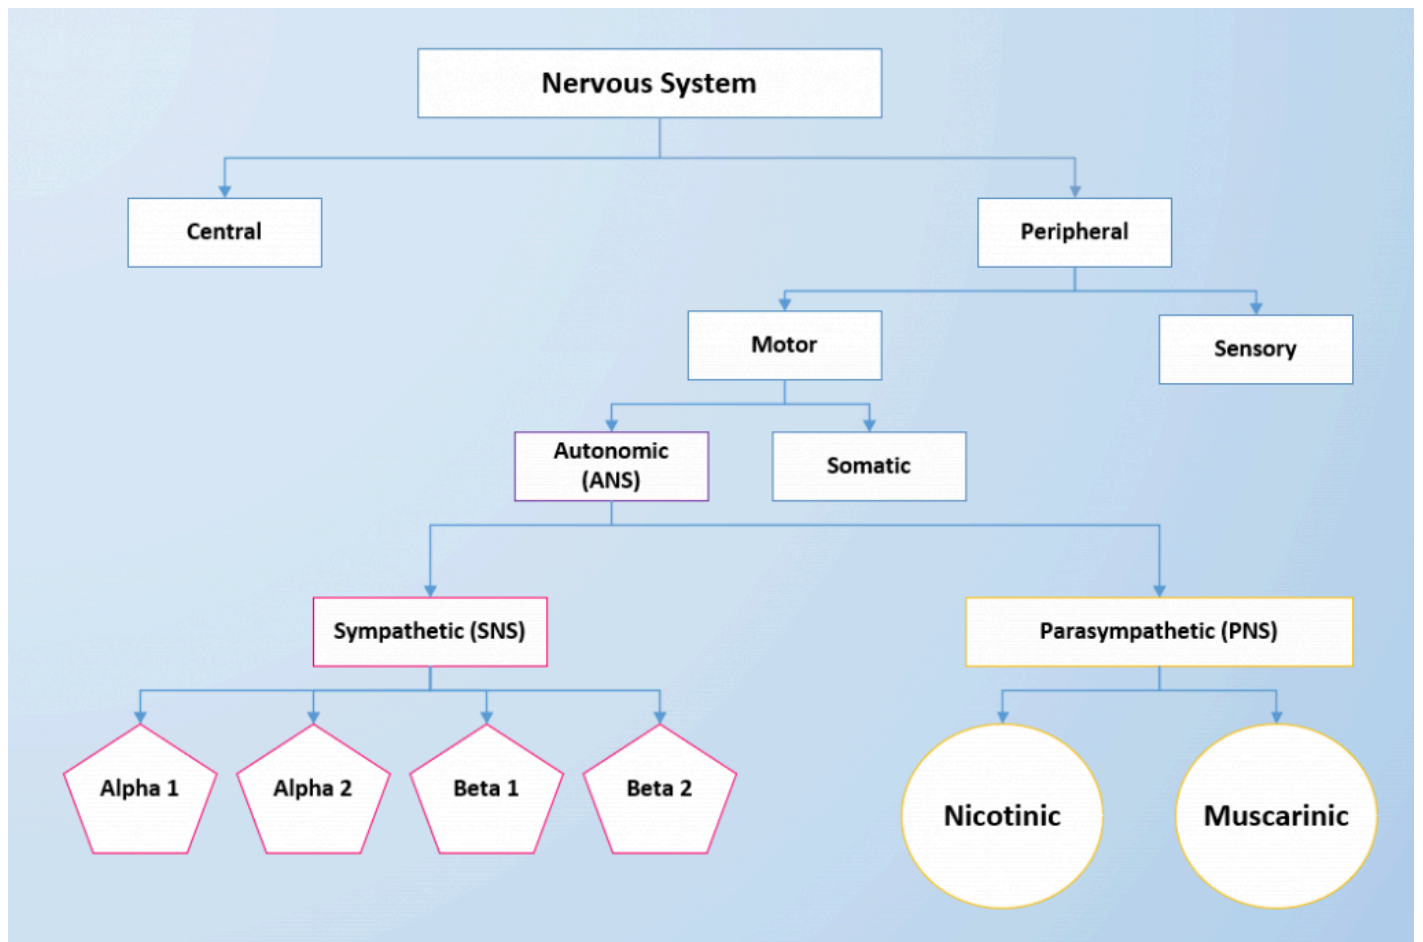 Nervous System
Central
Peripheral
Motor
Sensory
Autonomic
(ANS)
Somatic
Sympathetic (SNS)
Parasympathetic (PNS)
Alpha 1
Alpha 2
Beta 1
Beta 2
Nicotinic
Muscarinic